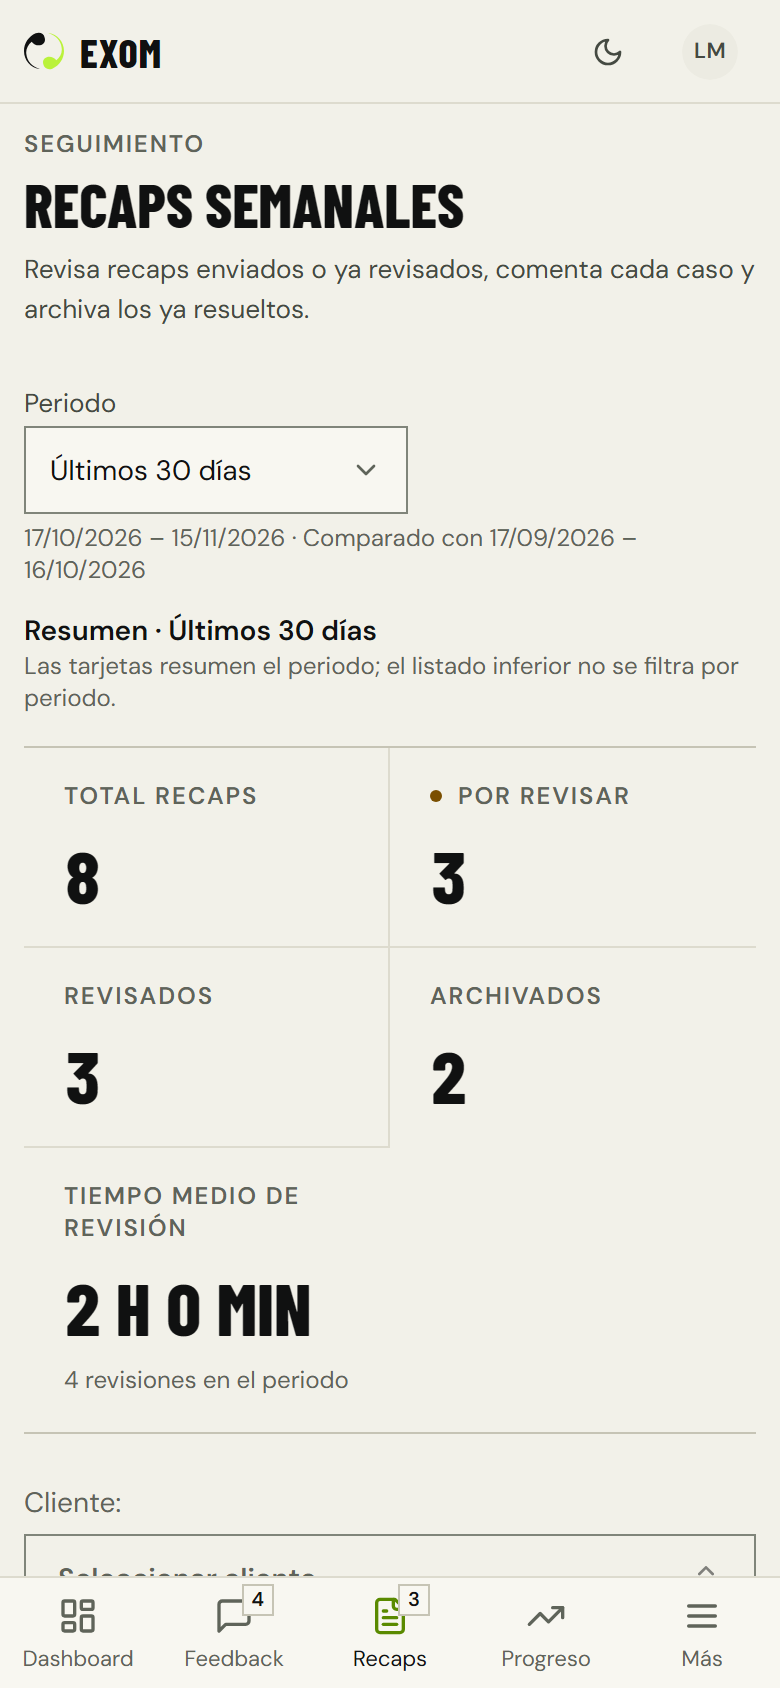 EXOM
LM
SEGUIMIENTO
RECAPS SEMANALES
Revisa recaps enviados o ya revisados, comenta cada caso y
archiva los ya resueltos.
Periodo
Últimos 30 días
17/10/2026 – 15/11/2026 · Comparado con 17/09/2026 –
16/10/2026
Resumen · Últimos 30 días
Las tarjetas resumen el periodo; el listado inferior no se filtra por
periodo.
TOTAL RECAPS
8
POR REVISAR
3
REVISADOS
3
ARCHIVADOS
2
TIEMPO MEDIO DE
REVISIÓN
2 H 0 MIN
4 revisiones en el periodo
Cliente:
Seleccionar cliente
4
3
Dashboard
Feedback
Recaps
Progreso
Más